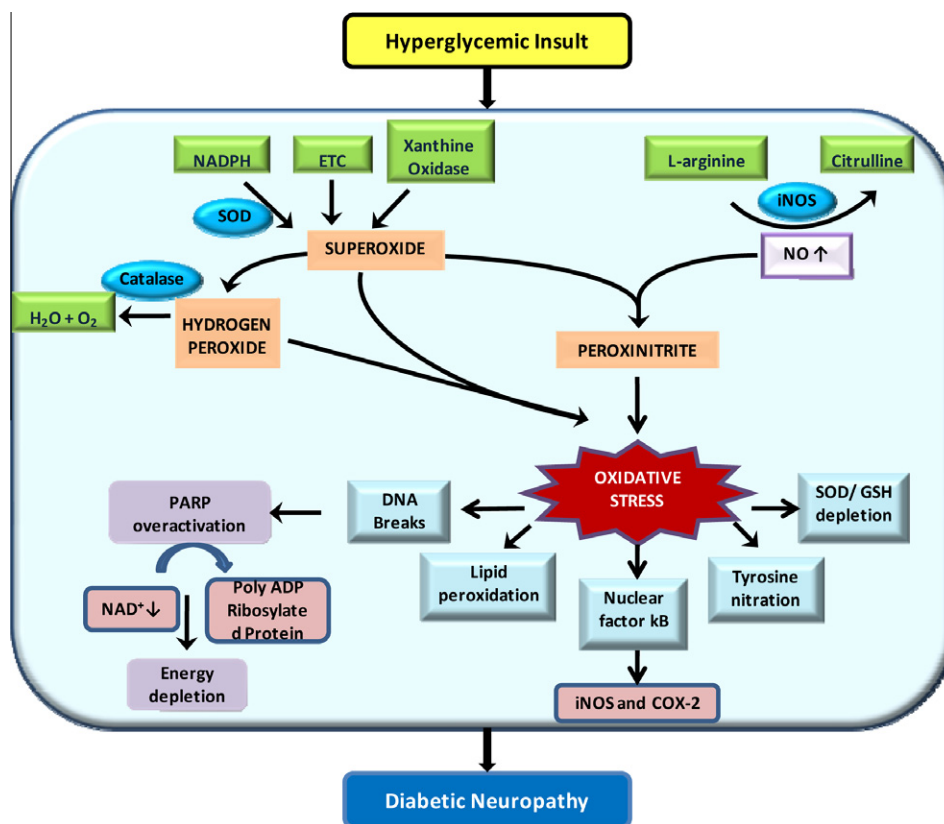 Hyperglycemic Insult
NADPH
ETC
Xanthine
Oxidase
L-arginine
Citrulline
SOD
iNOS
SUPEROXIDE
NO ↑
Catalase
H₂O + O₂
HYDROGEN
PEROXIDE
PEROXINITRITE
OXIDATIVE
STRESS
PARP
overactivation
DNA
Breaks
SOD/ GSH
depletion
Lipid
peroxidation
Nuclear
factor kB
Tyrosine
nitration
NAD⁺ ↓
Poly ADP
Ribosylate
d Protein
Energy
depletion
iNOS and COX-2
Diabetic Neuropathy